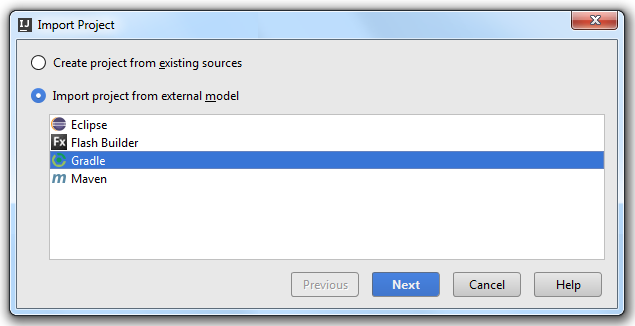 IJ Import Project
Create project from existing sources
Import project from external model
Eclipse
Fx Flash Builder
Gradle
m Maven
Previous Next Cancel Help